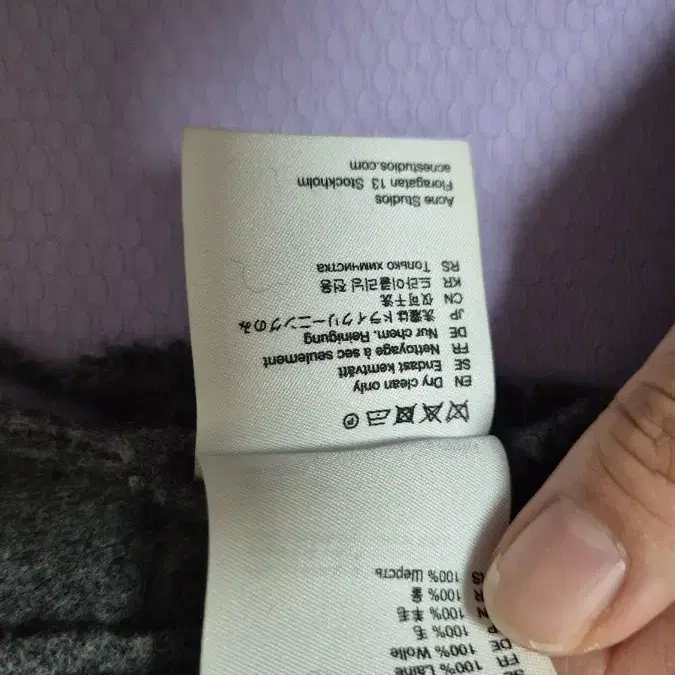 FR 100% Laine
DE 100% Wolle
P 100% 毛
N 100% 羊毛
R 100% 울
RS 100% Шерсть
P
EN Dry clean only
SE Endast kemtvätt
FR Nettoyage à sec seulement
DE Nur chem. Reinigung
JP 洗濯はドライクリーニングのみ
CN 仅可干洗
KR 드라이클리닝 전용
RS Только химчистка
Acne Studios
Floragatan 13 Stockholm
acnestudios.com